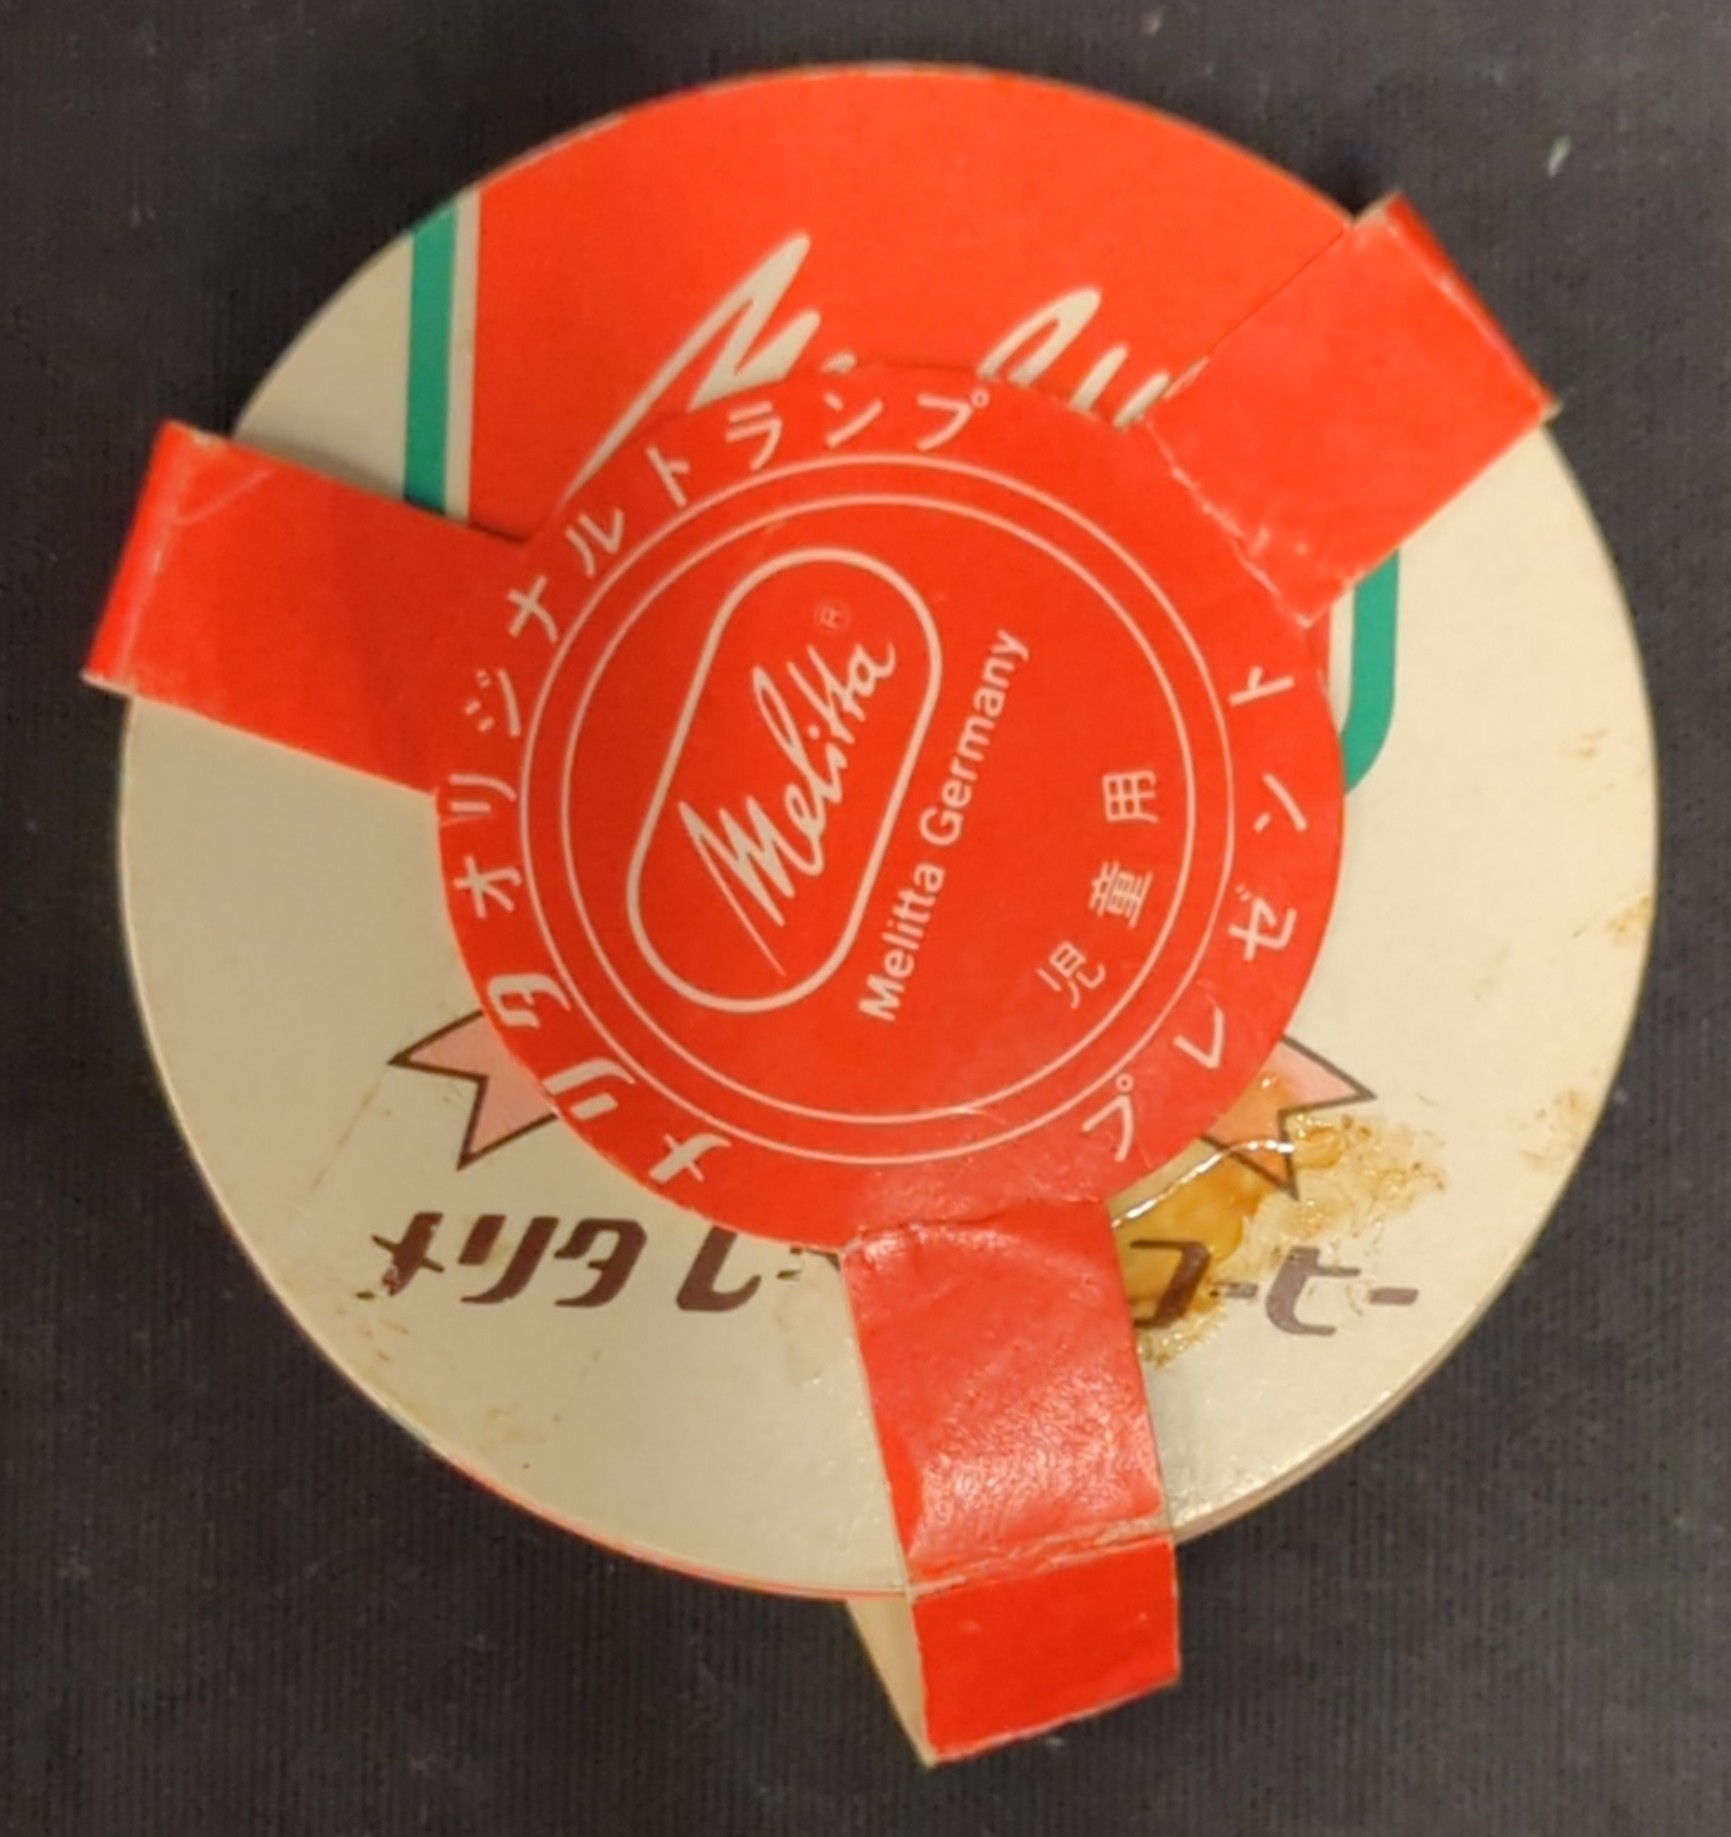 メリタオリジナルトランプ
プレゼント
Melitta®
Melitta Germany
児童用
メリタ コーヒー